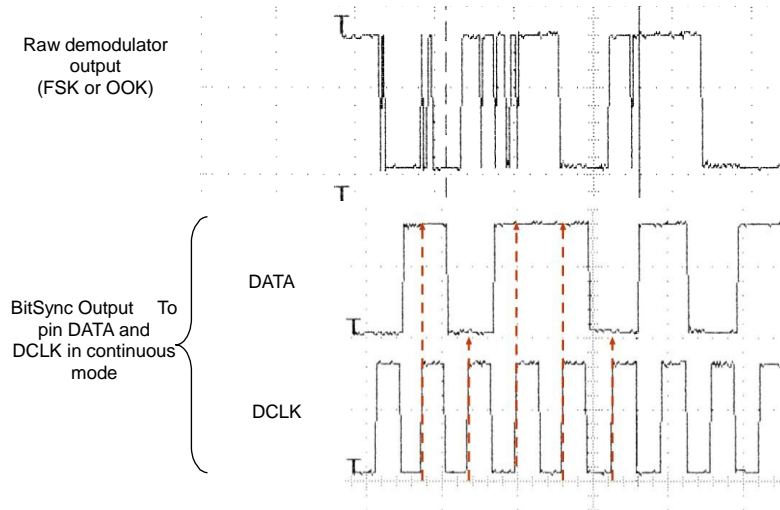 Raw demodulator
output
(FSK or OOK)
DATA
BitSync Output To
pin DATA and
DCLK in continuous
mode
DCLK